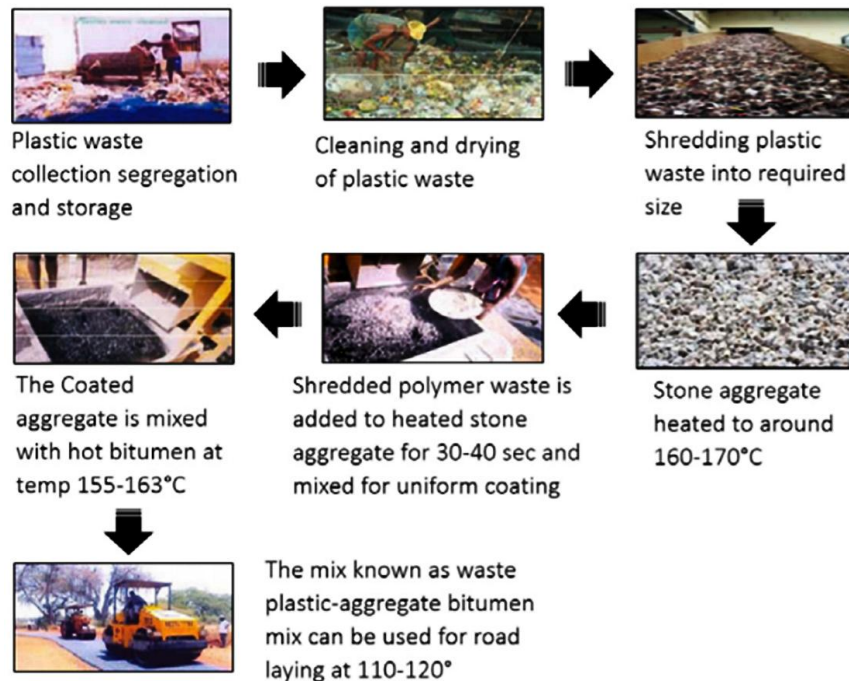 Plastic waste
collection segregation
and storage
Cleaning and drying
of plastic waste
Shredding plastic
waste into required
size
Stone aggregate
heated to around
160-170°C
Shredded polymer waste is
added to heated stone
aggregate for 30-40 sec and
mixed for uniform coating
The Coated
aggregate is mixed
with hot bitumen at
temp 155-163°C
The mix known as waste
plastic-aggregate bitumen
mix can be used for road
laying at 110-120°